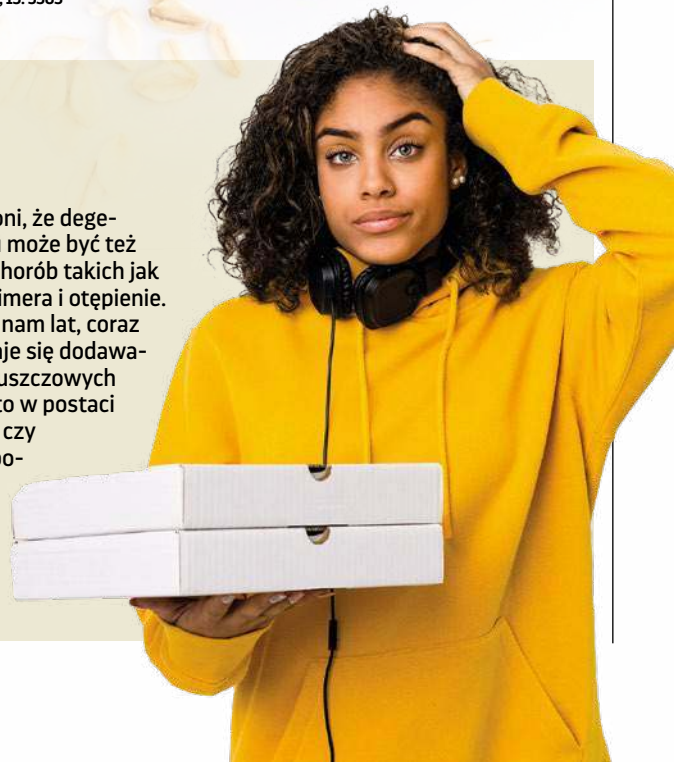 oni, że dege-
może być też
horób takich jak
imera i otępienie.
nam lat, coraz
je się dodawa-
uszczowych
to w postaci
czy